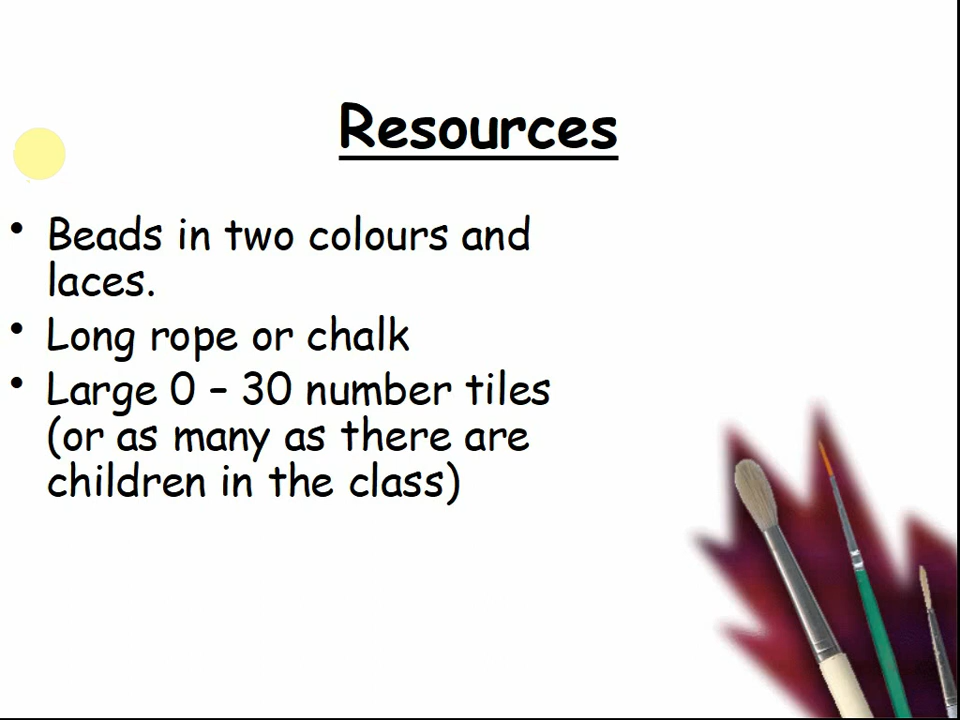 Resources
• Beads in two colours and
laces.
• Long rope or chalk
• Large 0 – 30 number tiles
(or as many as there are
children in the class)